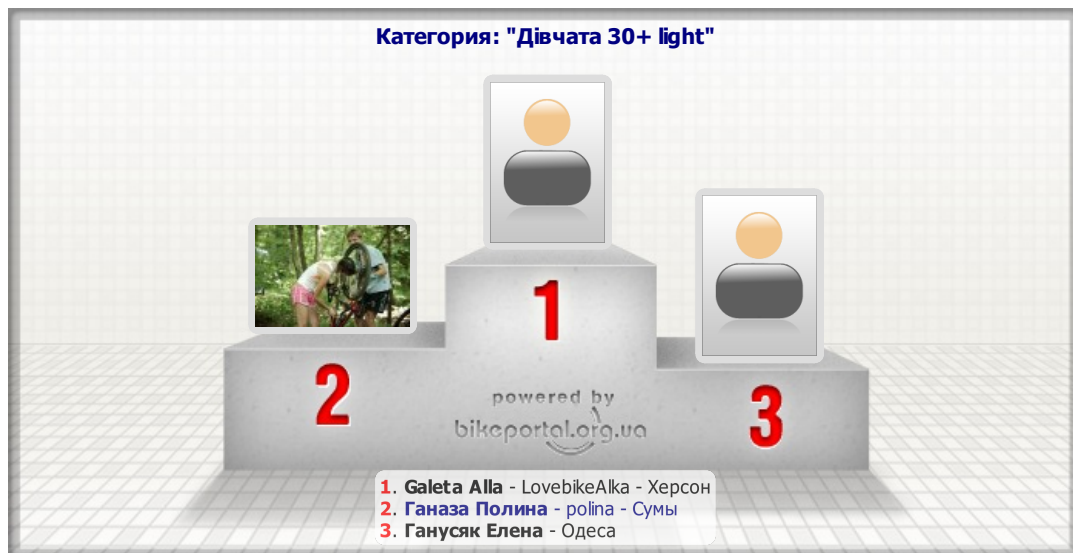 Категория: "Дівчата 30+ light"
1
2
3
powered by
bikeportal.org.ua
1. Galeta Alla - LovebikeAlka - Херсон
2. Ганаза Полина - polina - Сумы
3. Ганусяк Елена - Одеса